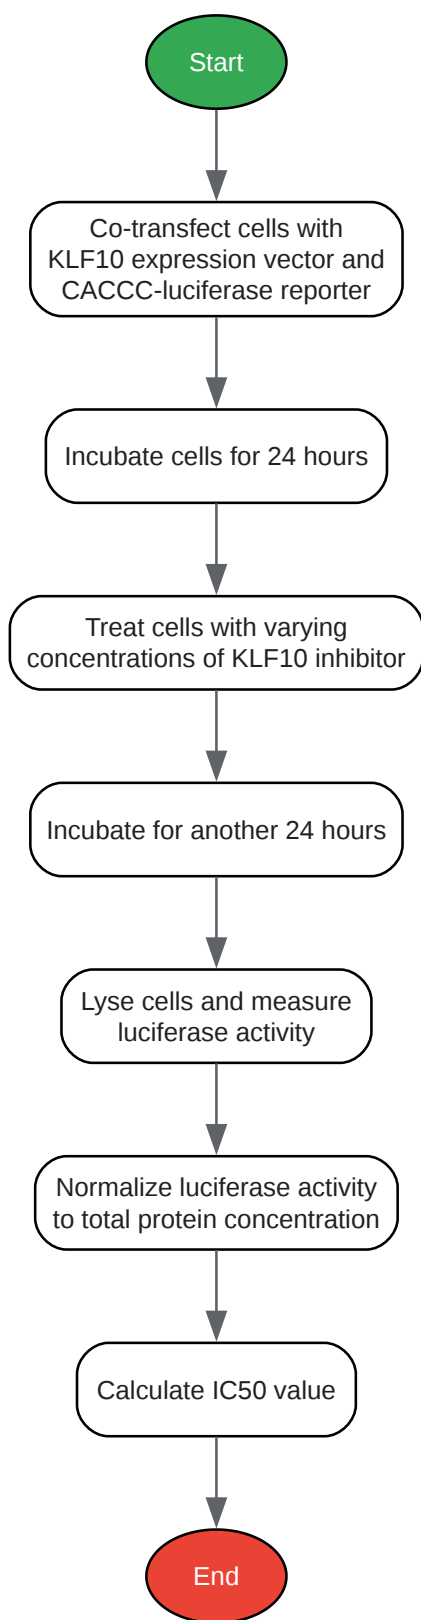 Start
Co-transfect cells with
KLF10 expression vector and
CACCC-luciferase reporter
Incubate cells for 24 hours
Treat cells with varying
concentrations of KLF10 inhibitor
Incubate for another 24 hours
Lyse cells and measure
luciferase activity
Normalize luciferase activity
to total protein concentration
Calculate IC50 value
End